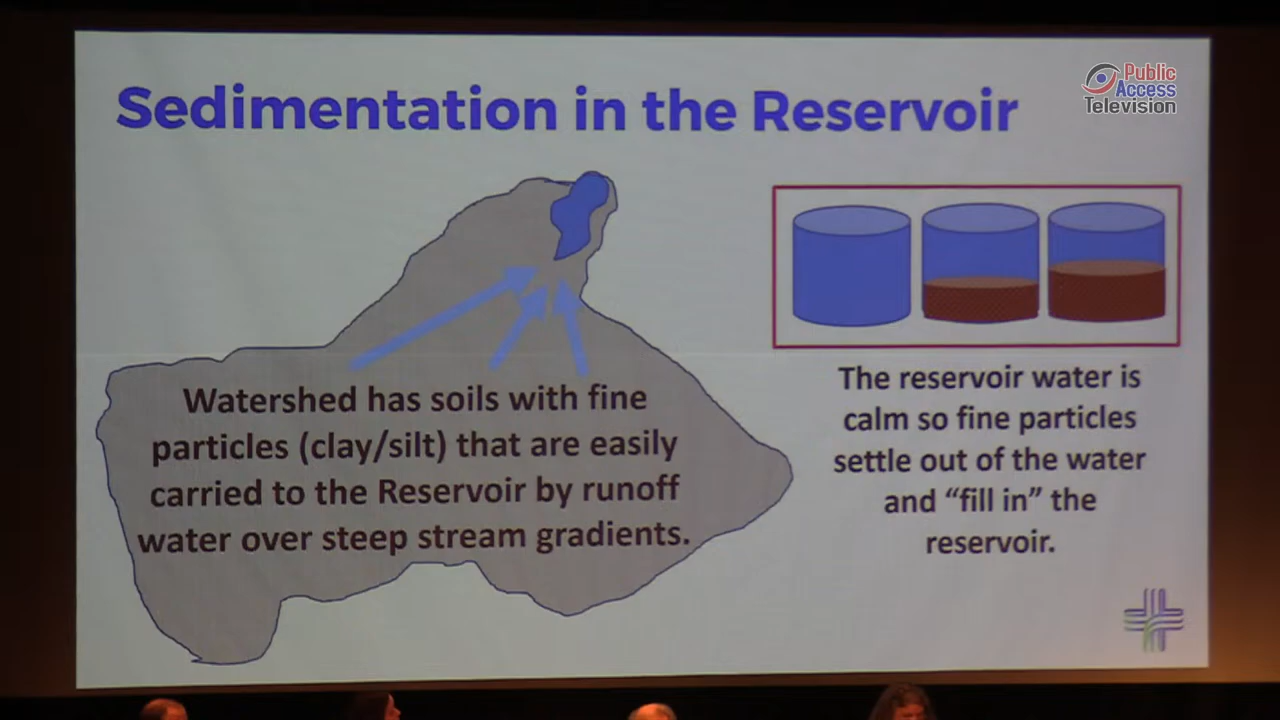 Sedimentation in the Reservoir
Public
Access
Television
Watershed has soils with fine
particles (clay/silt) that are easily
carried to the Reservoir by runoff
water over steep stream gradients.
The reservoir water is
calm so fine particles
settle out of the water
and “fill in” the
reservoir.